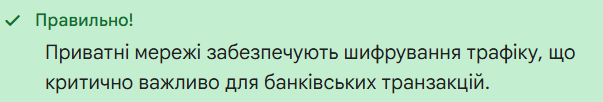 Правильно!
Приватні мережі забезпечують шифрування трафіку, що
критично важливо для банківських транзакцій.